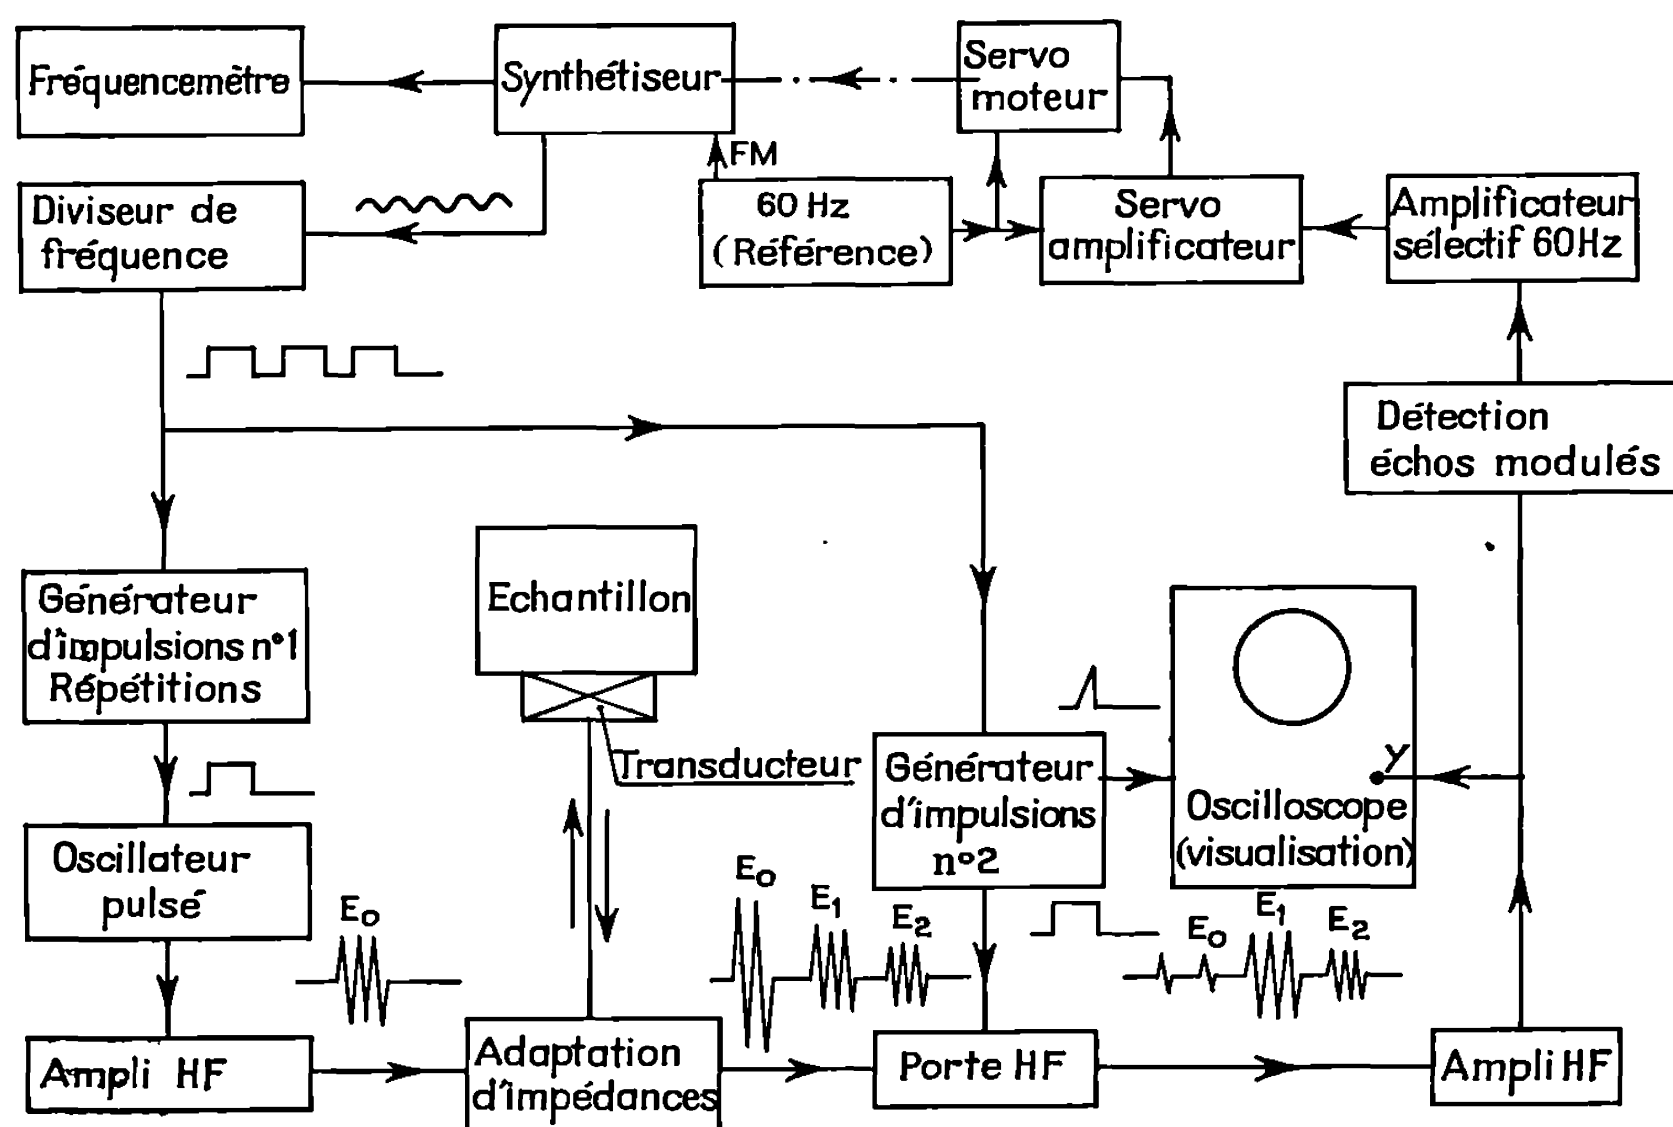 Fréquencemètre
Synthétiseur
Servo
moteur
FM
Diviseur de
fréquence
60 Hz
(Référence)
Servo
amplificateur
Amplificateur
sélectif 60Hz
Détection
échos modulés
Générateur
d'impulsions n°1
Répétitions
Echantillon
Transducteur
Générateur
d'impulsions
n°2
Y
Oscilloscope
(visualisation)
Oscillateur
pulsé
E0
E0
E1
E2
E0
E1
E2
Ampli HF
Adaptation
d'impédances
Porte HF
Ampli HF